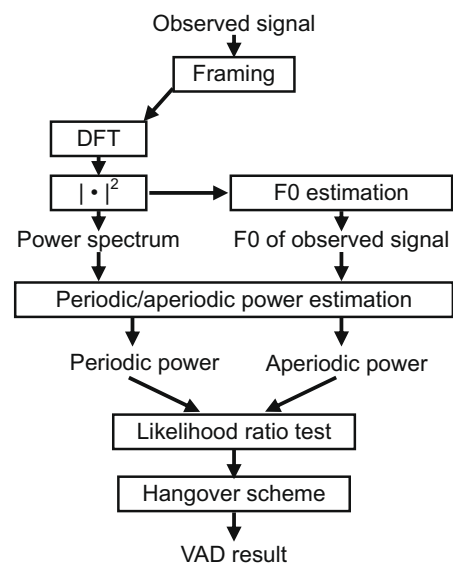 Observed signal
Framing
DFT
| • |²
F0 estimation
Power spectrum
F0 of observed signal
Periodic/aperiodic power estimation
Periodic power
Aperiodic power
Likelihood ratio test
Hangover scheme
VAD result